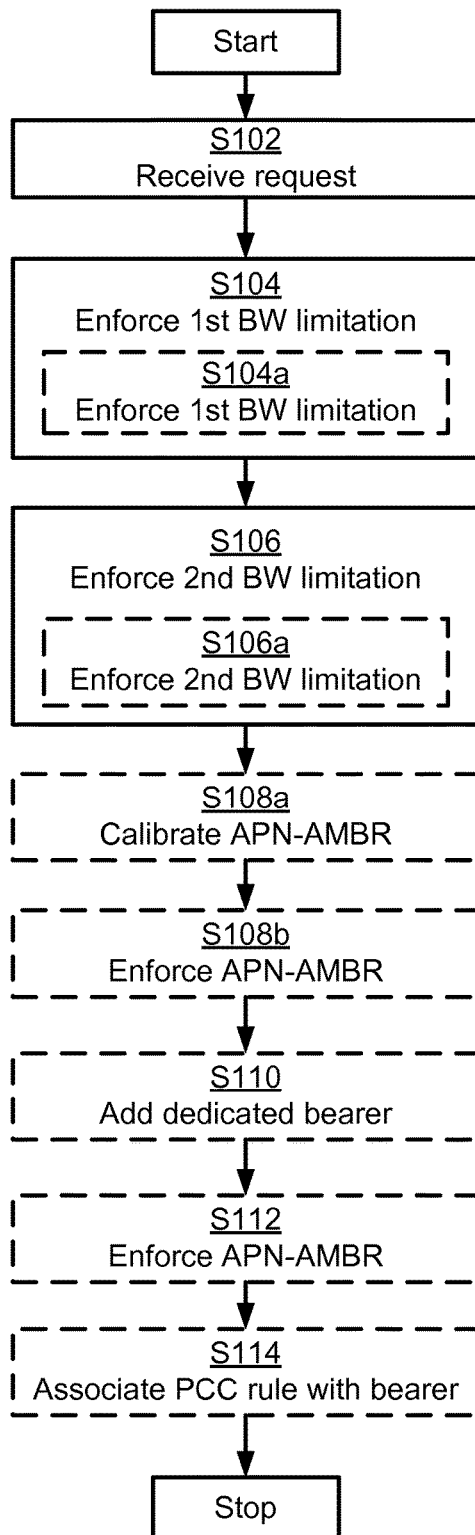 Start
S102
Receive request
S104
Enforce 1st BW limitation
S104a
Enforce 1st BW limitation
S106
Enforce 2nd BW limitation
S106a
Enforce 2nd BW limitation
S108a
Calibrate APN-AMBR
S108b
Enforce APN-AMBR
S110
Add dedicated bearer
S112
Enforce APN-AMBR
S114
Associate PCC rule with bearer
Stop